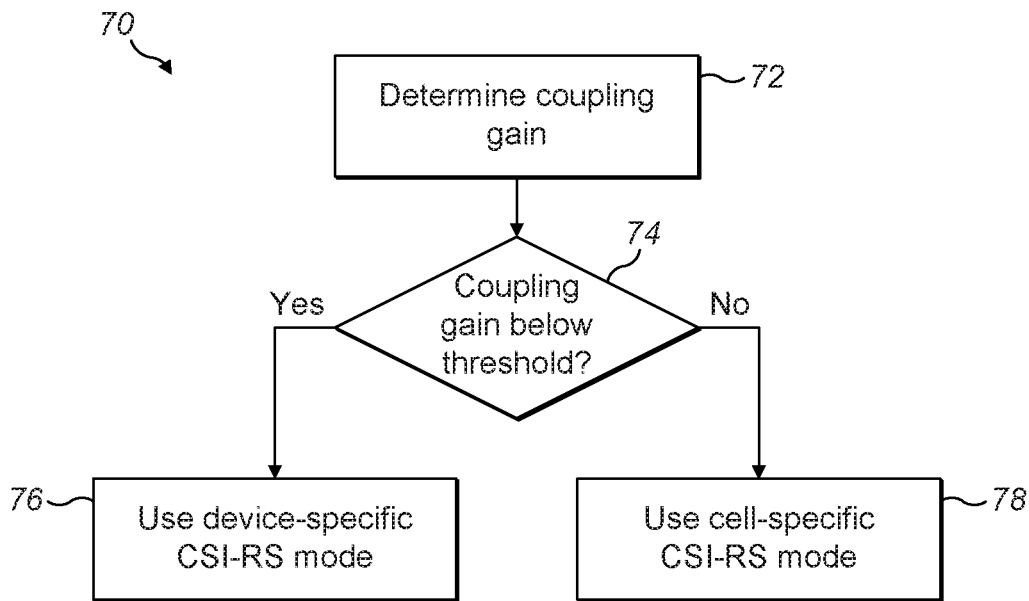 70
Determine coupling
gain
72
Coupling
gain below
threshold?
74
Yes
No
76
Use device-specific
CSI-RS mode
Use cell-specific
CSI-RS mode
78